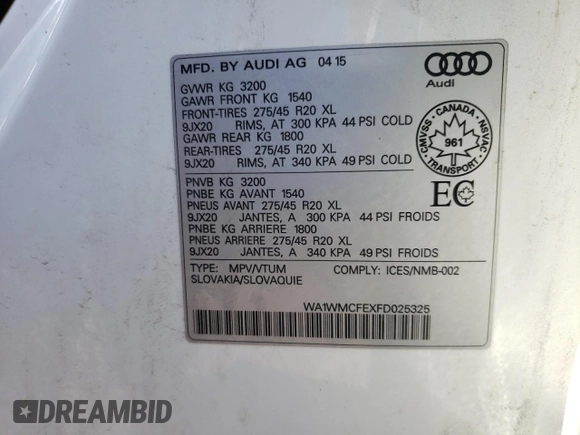 MFD. BY AUDI AG 04 15
Audi
GVWR KG 3200
GAWR FRONT KG 1540
FRONT-TIRES 275/45 R20 XL
9JX20 RIMS, AT 300 KPA 44 PSI COLD
GAWR REAR KG 1800
REAR-TIRES 275/45 R20 XL
9JX20 RIMS, AT 340 KPA 49 PSI COLD
CMVSS - CANADA - NSVAC
961
TRANSPORT
PNVB KG 3200
PNBE KG AVANT 1540
PNEUS AVANT 275/45 R20 XL
9JX20 JANTES, A 300 KPA 44 PSI FROIDS
PNBE KG ARRIERE 1800
PNEUS ARRIERE 275/45 R20 XL
9JX20 JANTES, A 340 KPA 49 PSI FROIDS
EC
TYPE: MPV/VTUM COMPLY: ICES/NMB-002
SLOVAKIA/SLOVAQUIE
WA1WMCFEXFD025325
DREAMBID